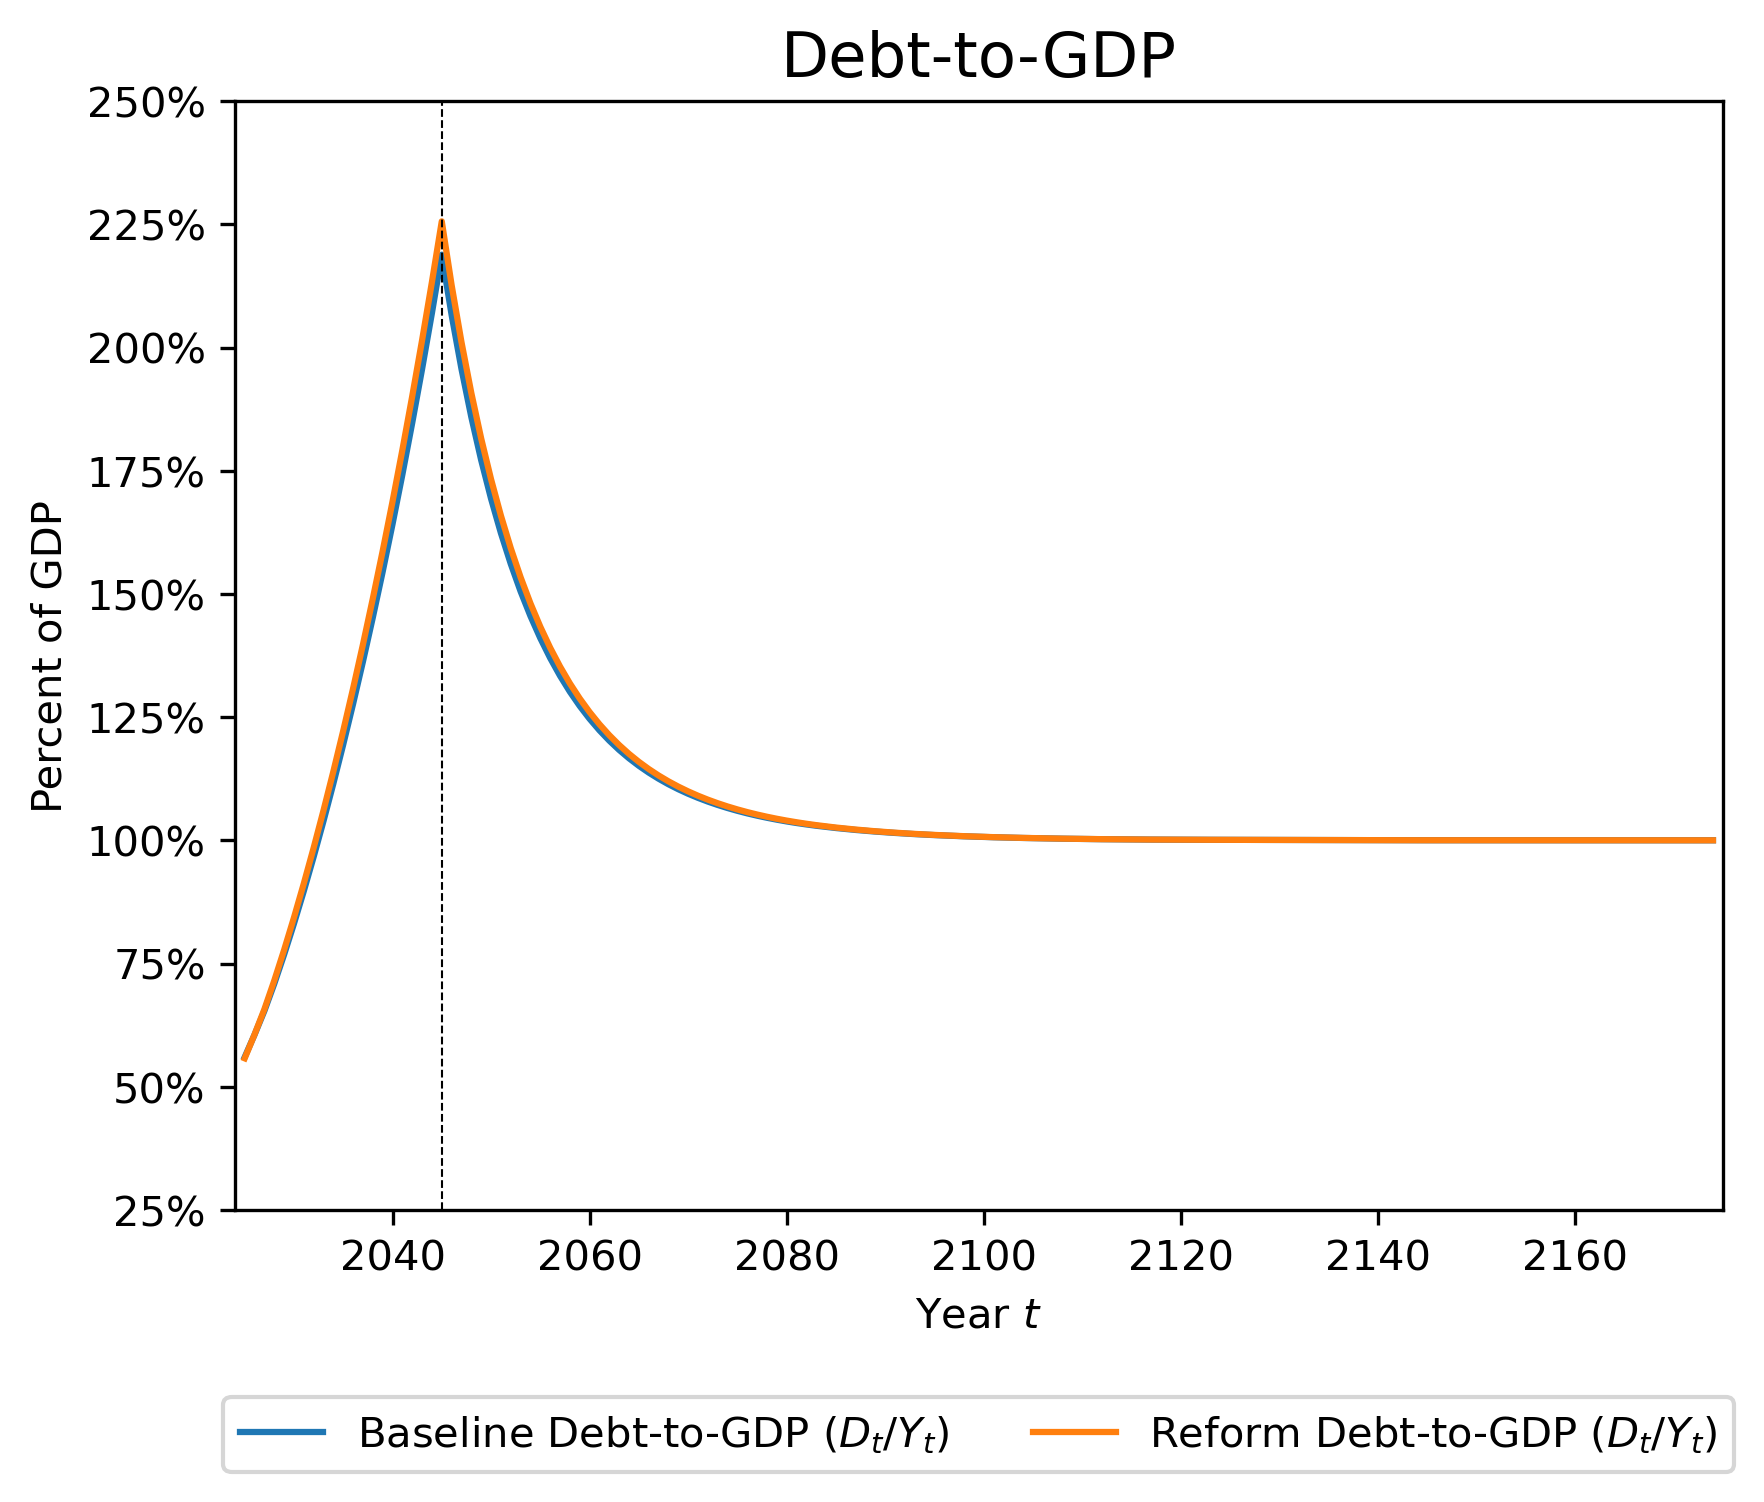 Debt-to-GDP
250%
225%
200%
175%
150%
125%
100%
75%
50%
25%
Percent of GDP
2040 2060 2080 2100 2120 2140 2160
Year t
Baseline Debt-to-GDP (Dₜ/Yₜ) Reform Debt-to-GDP (Dₜ/Yₜ)